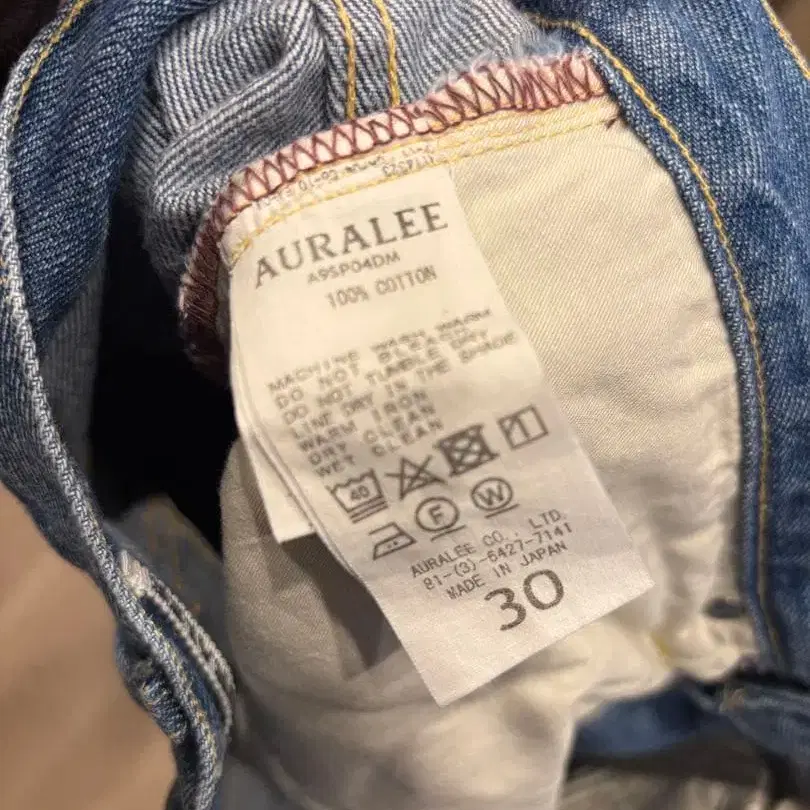 AURALEE
A9SP04DM
100% COTTON
MACHINE WASH WARM
DO NOT BLEACH
DO NOT TUMBLE DRY
LINE DRY IN THE SHADE
WARM IRON
DRY CLEAN
WET CLEAN
40
F
W
AURALEE CO., LTD.
81-(3)-6427-7141
MADE IN JAPAN
30